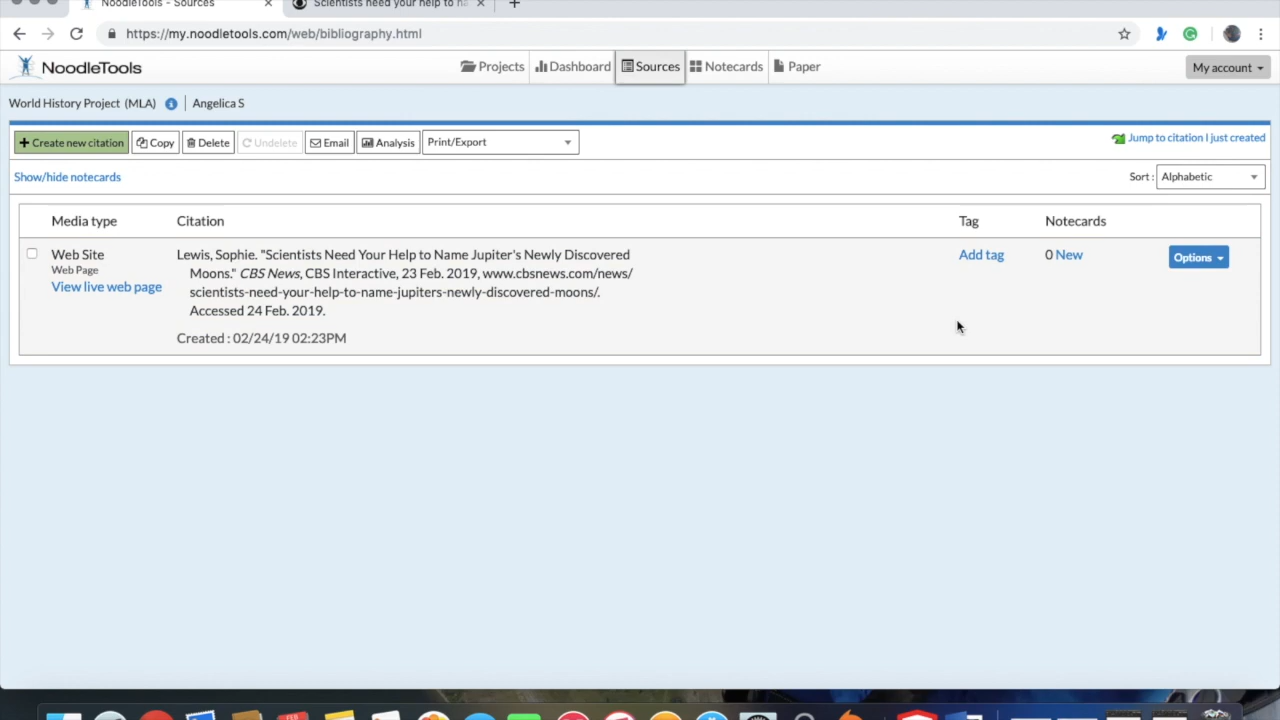 NoodleTools - Sources
Scientists need your help to na
https://my.noodletools.com/web/bibliography.html
NoodleTools
Projects Dashboard Sources Notecards Paper
My account
World History Project (MLA) Angelica S
Create new citation Copy Delete Undelete Email Analysis Print/Export
Jump to citation I just created
Show/hide notecards
Sort : Alphabetic
Media type Citation Tag Notecards
Web Site
Web Page
View live web page
Lewis, Sophie. "Scientists Need Your Help to Name Jupiter's Newly Discovered
Moons." CBS News, CBS Interactive, 23 Feb. 2019, www.cbsnews.com/news/
scientists-need-your-help-to-name-jupiters-newly-discovered-moons/.
Accessed 24 Feb. 2019.
Created : 02/24/19 02:23PM
Add tag
0 New
Options